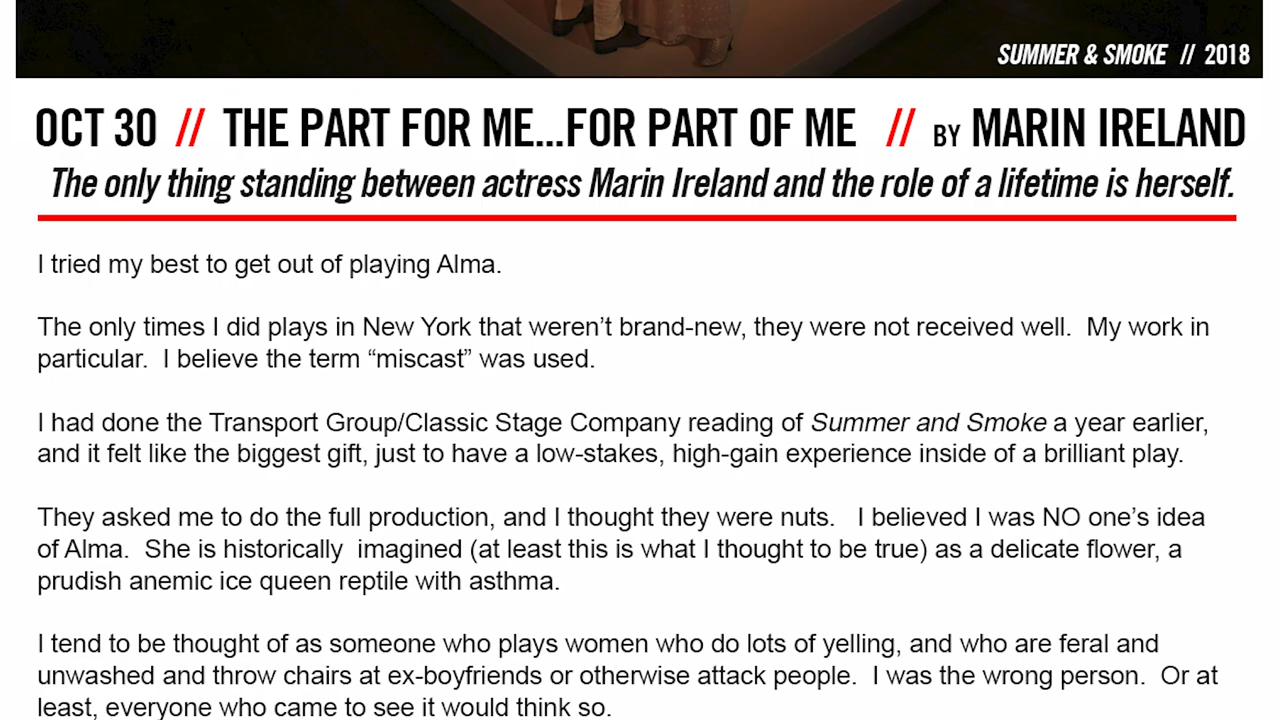 SUMMER & SMOKE // 2018
OCT 30 // THE PART FOR ME...FOR PART OF ME // BY MARIN IRELAND
The only thing standing between actress Marin Ireland and the role of a lifetime is herself.
I tried my best to get out of playing Alma.
The only times I did plays in New York that weren’t brand-new, they were not received well.  My work in
particular.  I believe the term “miscast” was used.
I had done the Transport Group/Classic Stage Company reading of Summer and Smoke a year earlier,
and it felt like the biggest gift, just to have a low-stakes, high-gain experience inside of a brilliant play.
They asked me to do the full production, and I thought they were nuts.   I believed I was NO one’s idea
of Alma.  She is historically  imagined (at least this is what I thought to be true) as a delicate flower, a
prudish anemic ice queen reptile with asthma.
I tend to be thought of as someone who plays women who do lots of yelling, and who are feral and
unwashed and throw chairs at ex-boyfriends or otherwise attack people.  I was the wrong person.  Or at
least, everyone who came to see it would think so.